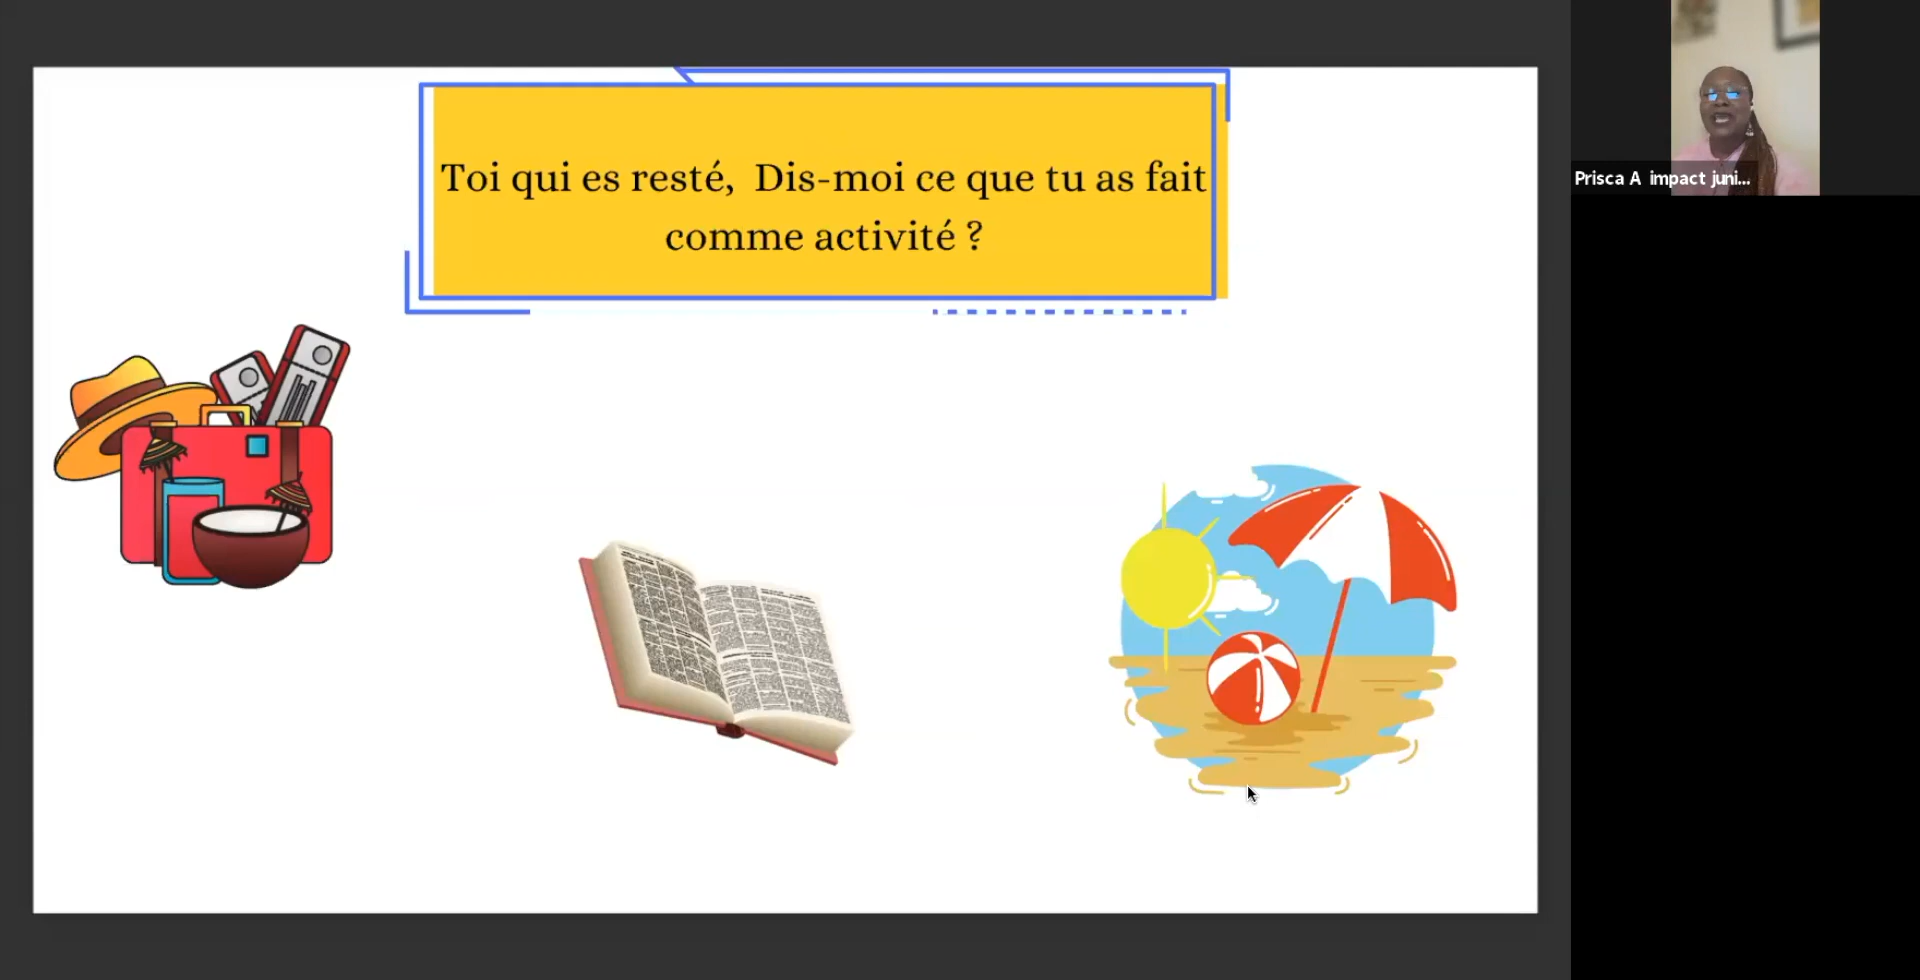 Toi qui es resté, Dis-moi ce que tu as fait
comme activité ?
Prisca A impact juni...